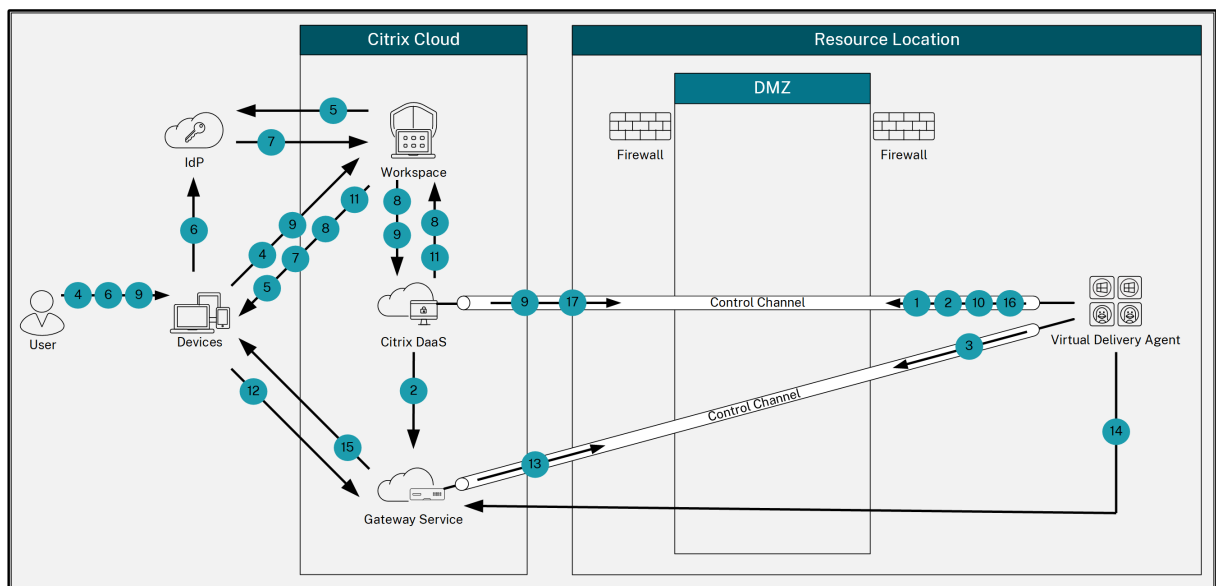 Citrix Cloud
Resource Location
DMZ
5
7
IdP
Workspace
Firewall
Firewall
11
8
8
9
8
6
9
4
7
11
5
4 6 9
User
Devices
Citrix DaaS
9 17
Control Channel
1 2 10 16
Virtual Delivery Agent
3
2
12
Control Channel
15
13
14
Gateway Service